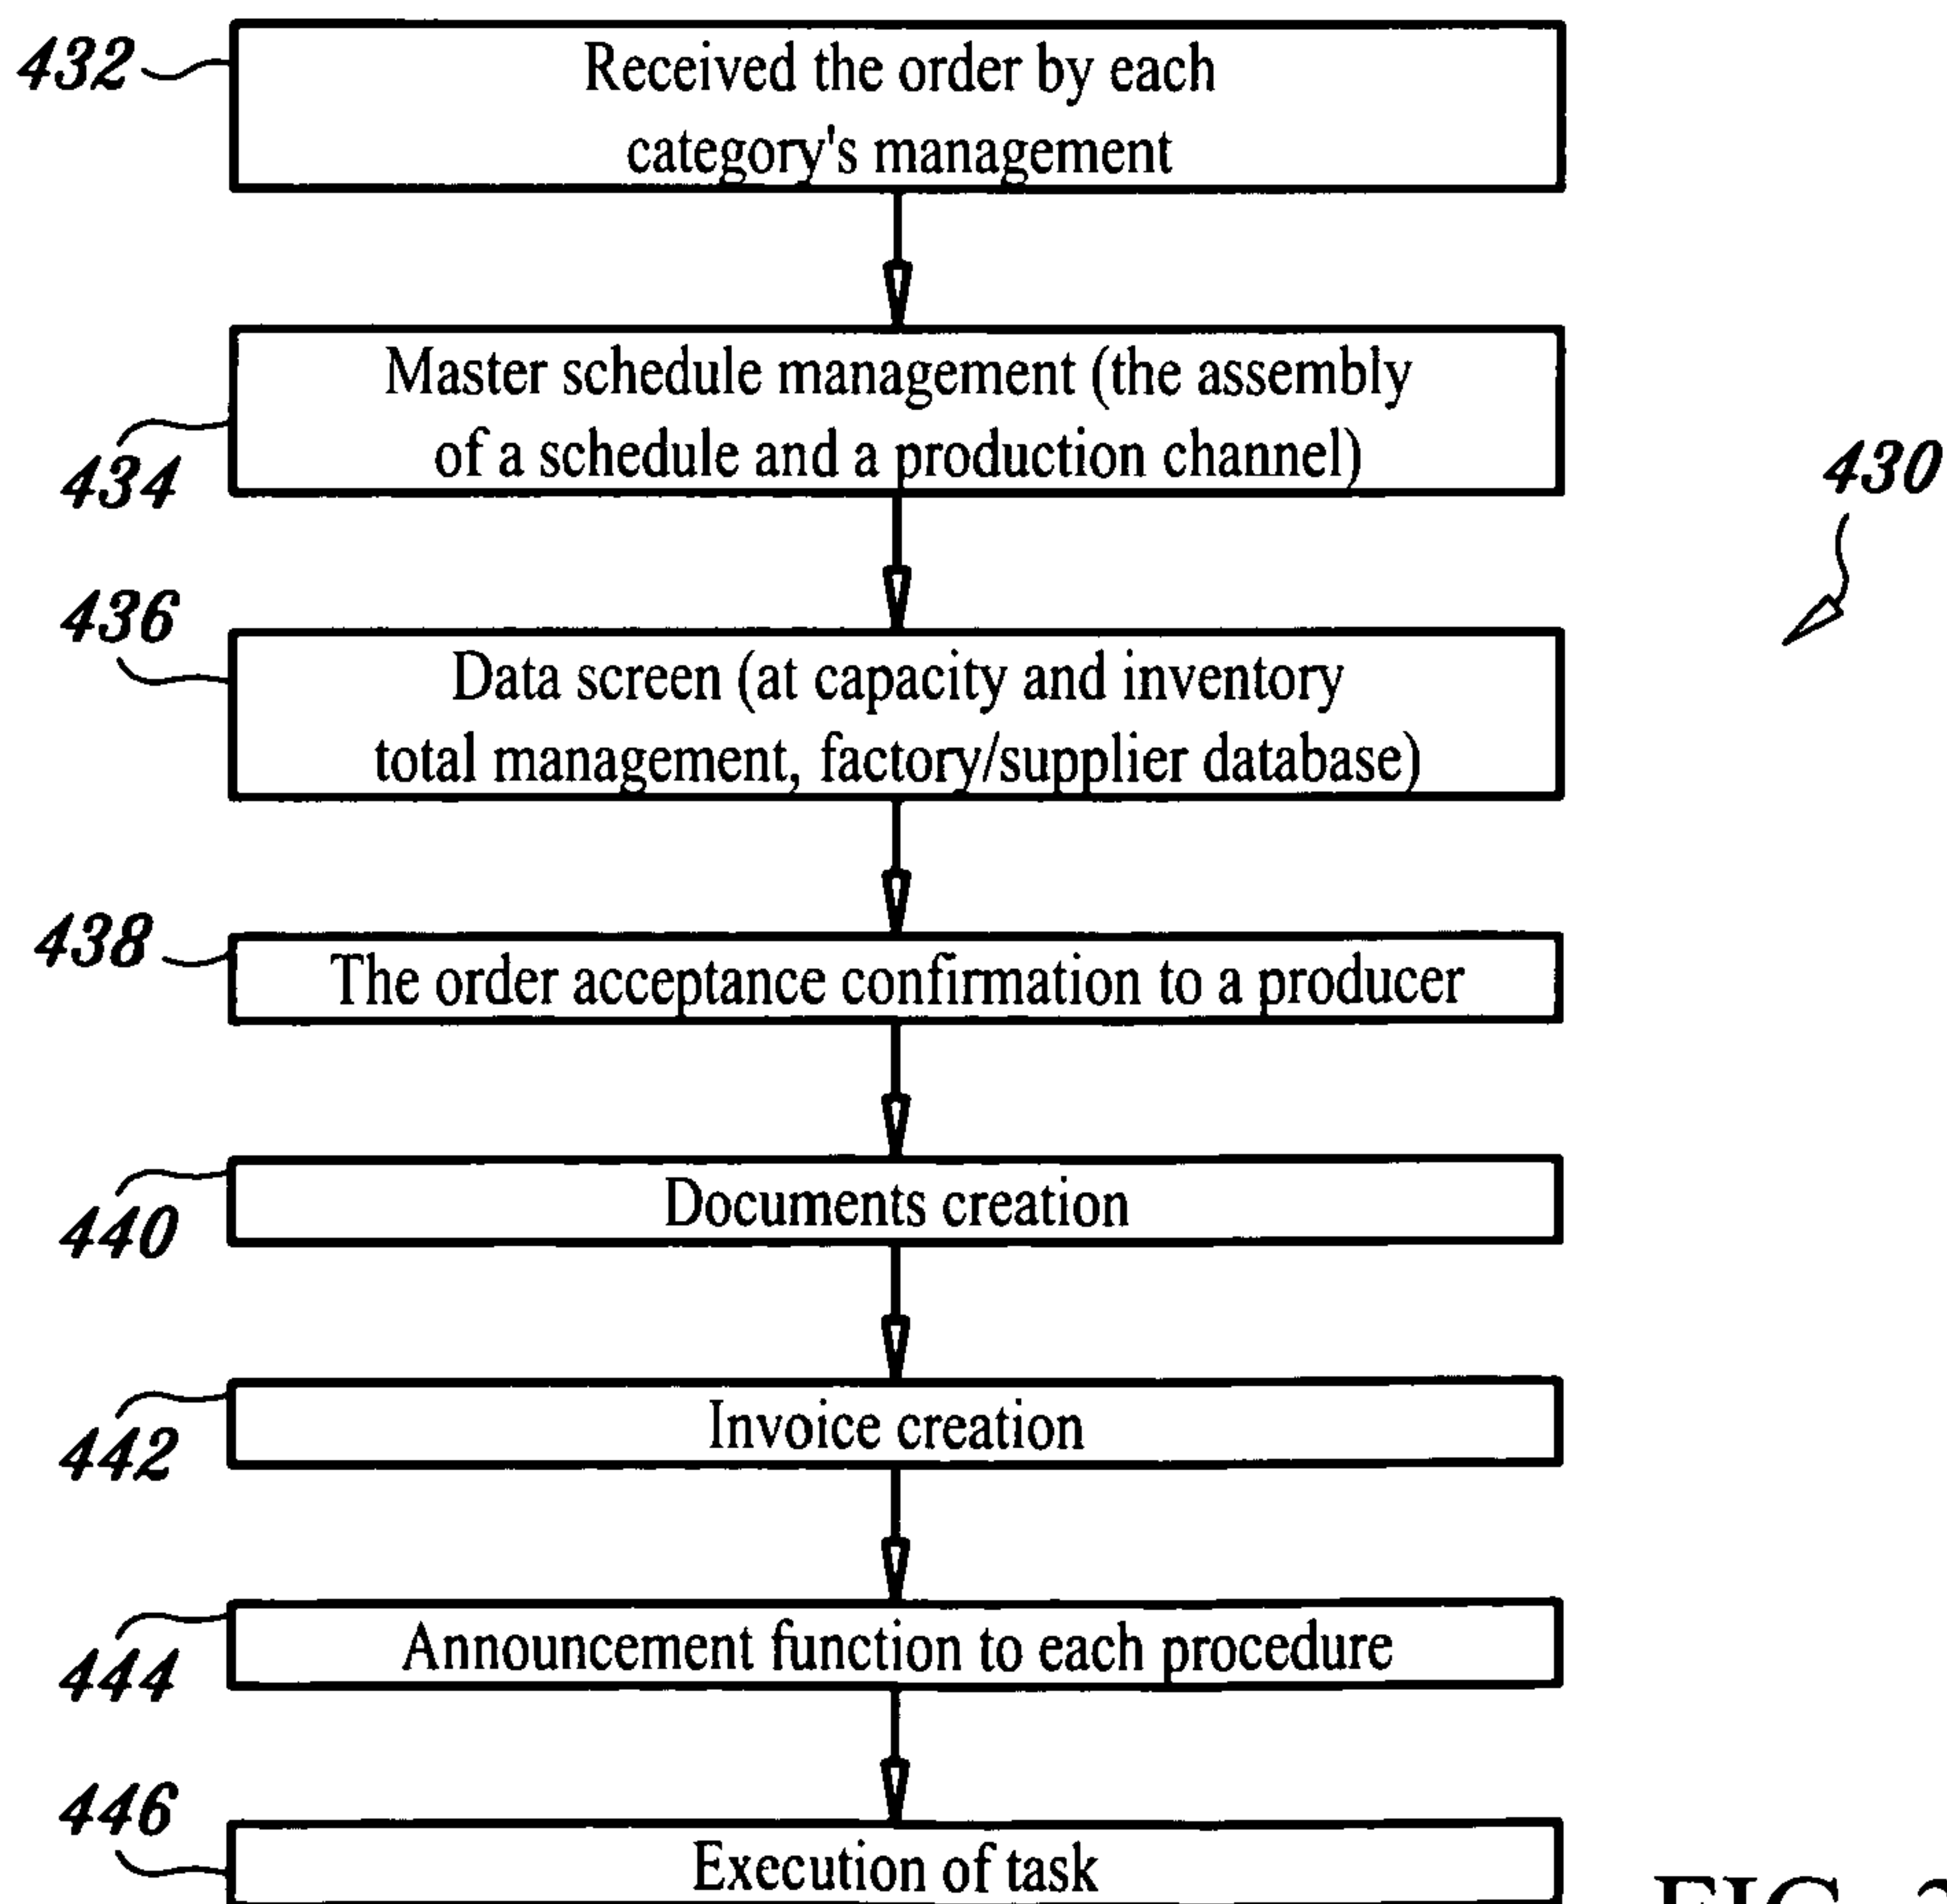 432
Received the order by each
category's management
Master schedule management (the assembly
of a schedule and a production channel)
434
430
436
Data screen (at capacity and inventory
total management, factory/supplier database)
438
The order acceptance confirmation to a producer
Documents creation
440
Invoice creation
442
Announcement function to each procedure
444
446
Execution of task
FIG.